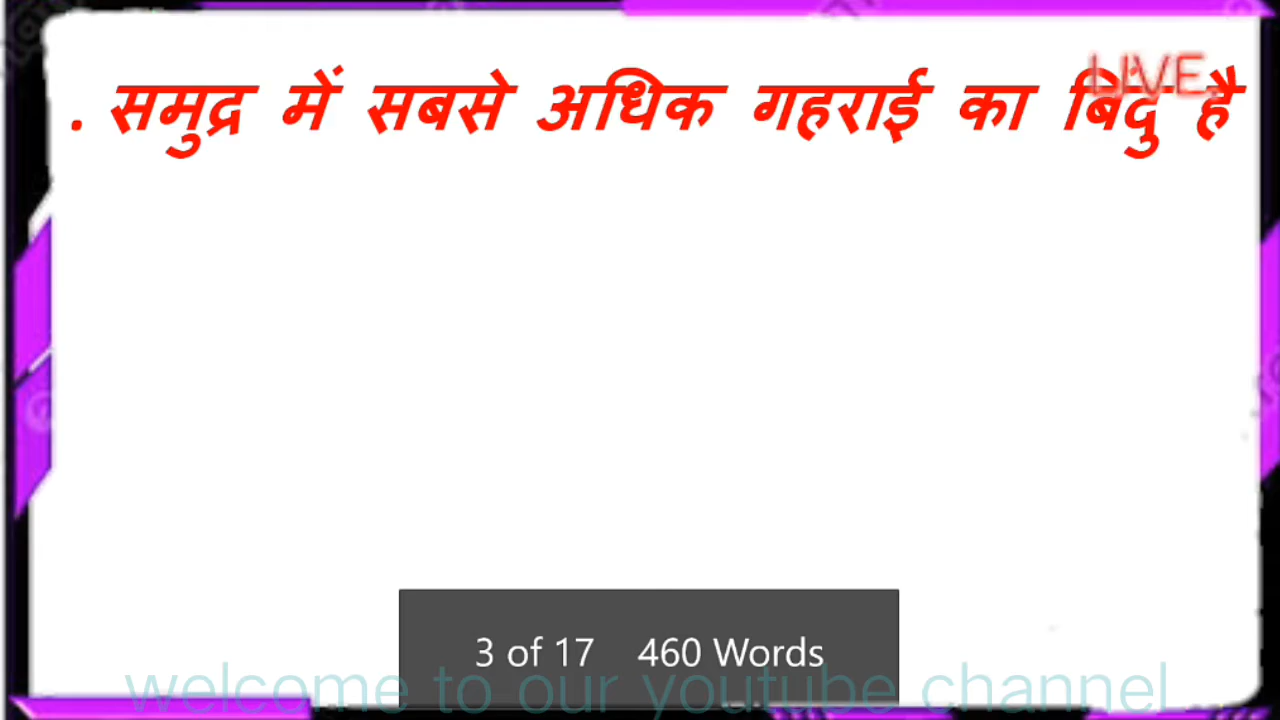 LIVE
. समुद्र में सबसे अधिक गहराई का बिंदु है
3 of 17 460 Words
welcome to our youtube channel